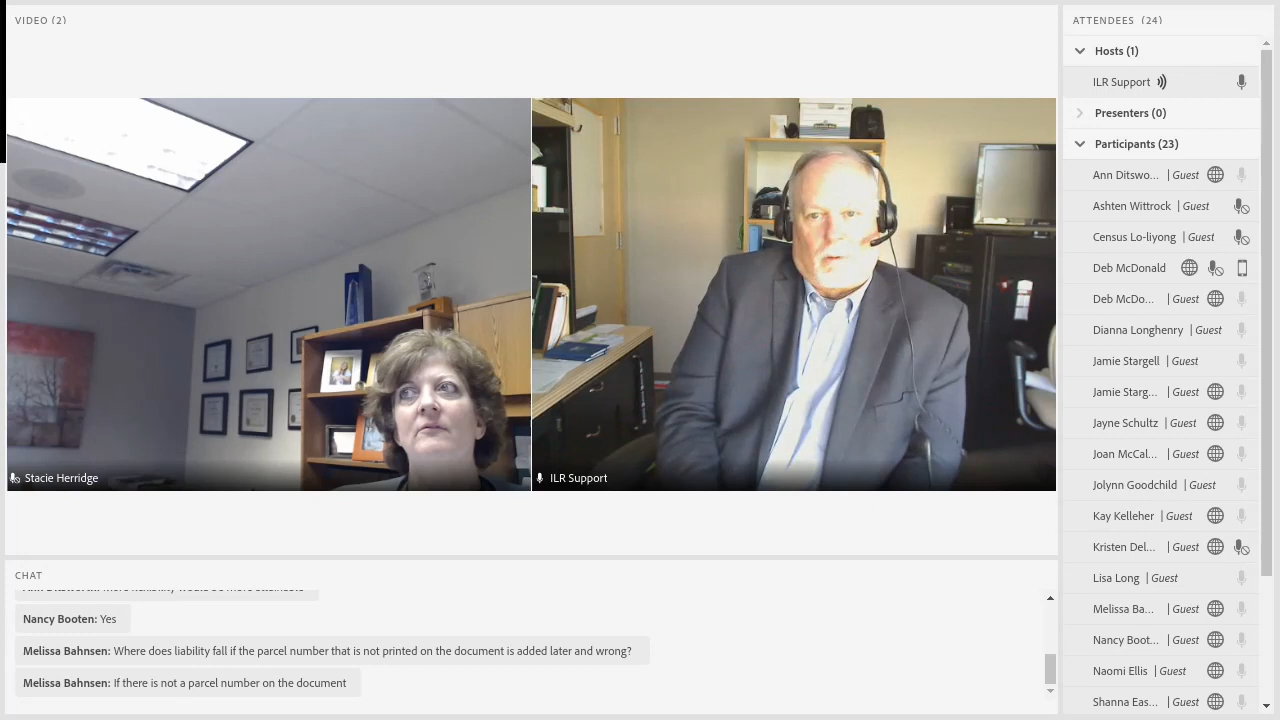 VIDEO (2)
Stacie Herridge
ILR Support
CHAT
Nancy Booten: Yes
Melissa Bahnsen: Where does liability fall if the parcel number that is not printed on the document is added later and wrong?
Melissa Bahnsen: If there is not a parcel number on the document
ATTENDEES (24)
Hosts (1)
ILR Support
Presenters (0)
Participants (23)
Ann Ditswo... | Guest
Ashten Wittrock | Guest
Census Lo-liyong | Guest
Deb McDonald
Deb McDo... | Guest
Dianna Longhenry | Guest
Jamie Stargell | Guest
Jamie Starg... | Guest
Jayne Schultz | Guest
Joan McCal... | Guest
Jolynn Goodchild | Guest
Kay Kelleher | Guest
Kristen Del... | Guest
Lisa Long | Guest
Melissa Ba... | Guest
Nancy Boot... | Guest
Naomi Ellis | Guest
Shanna Eas... | Guest